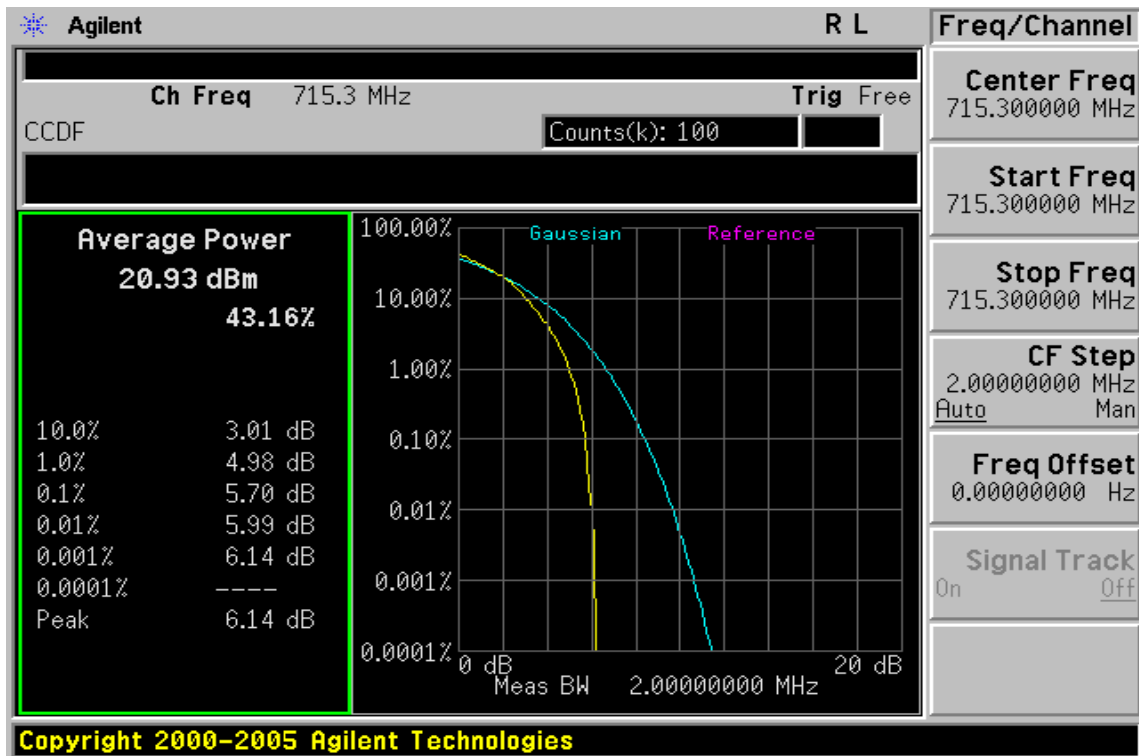 Agilent R L Freq/Channel
Ch Freq 715.3 MHz Trig Free
CCDF Counts(k): 100
Average Power
20.93 dBm
43.16%
10.0% 3.01 dB
1.0% 4.98 dB
0.1% 5.70 dB
0.01% 5.99 dB
0.001% 6.14 dB
0.0001% ----
Peak 6.14 dB
Gaussian Reference
100.00%
10.00%
1.00%
0.10%
0.01%
0.001%
0.0001%
0 dB 20 dB
Meas BW 2.00000000 MHz
Center Freq
715.300000 MHz
Start Freq
715.300000 MHz
Stop Freq
715.300000 MHz
CF Step
2.00000000 MHz
Auto Man
Freq Offset
0.00000000 Hz
Signal Track
On Off
Copyright 2000-2005 Agilent Technologies